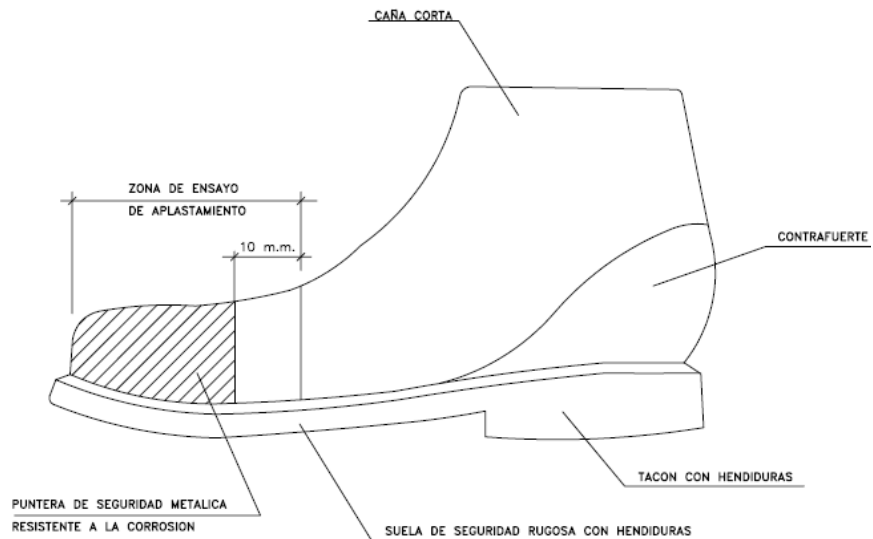 CAÑA CORTA
ZONA DE ENSAYO
DE APLASTAMIENTO
10 m.m.
CONTRAFUERTE
TACON CON HENDIDURAS
PUNTERA DE SEGURIDAD METALICA
RESISTENTE A LA CORROSION
SUELA DE SEGURIDAD RUGOSA CON HENDIDURAS